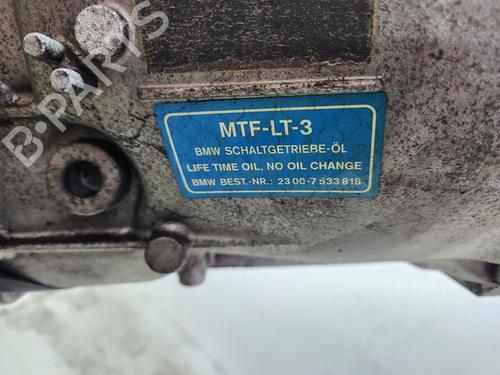 B-PARTS
MTF-LT-3
BMW SCHALTGETRIEBE-ÖL
LIFE TIME OIL, NO OIL CHANGE
BMW BEST.-NR.: 23 00-7 533 818